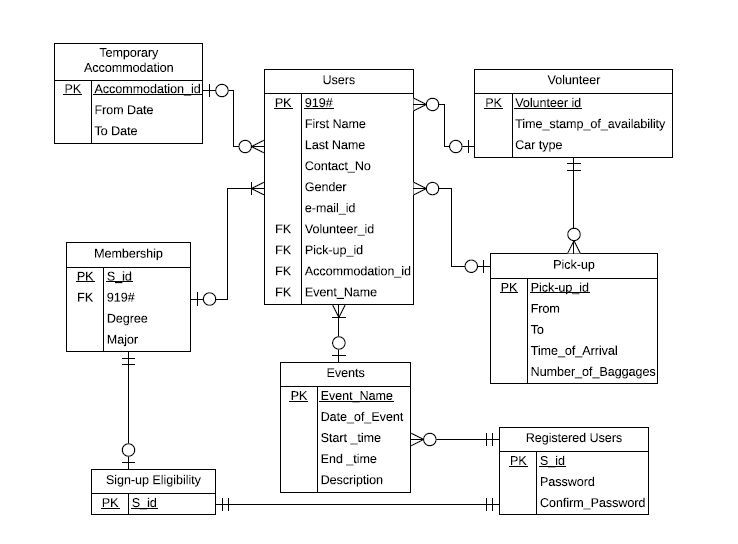 Temporary
Accommodation
PK Accommodation_id
From Date
To Date
Users
PK 919#
First Name
Last Name
Contact_No
Gender
e-mail_id
FK Volunteer_id
FK Pick-up_id
FK Accommodation_id
FK Event_Name
Volunteer
PK Volunteer id
Time_stamp_of_availability
Car type
Membership
PK S_id
FK 919#
Degree
Major
Pick-up
PK Pick-up_id
From
To
Time_of_Arrival
Number_of_Baggages
Events
PK Event_Name
Date_of_Event
Start _time
End _time
Description
Registered Users
PK S_id
Password
Confirm_Password
Sign-up Eligibility
PK S_id